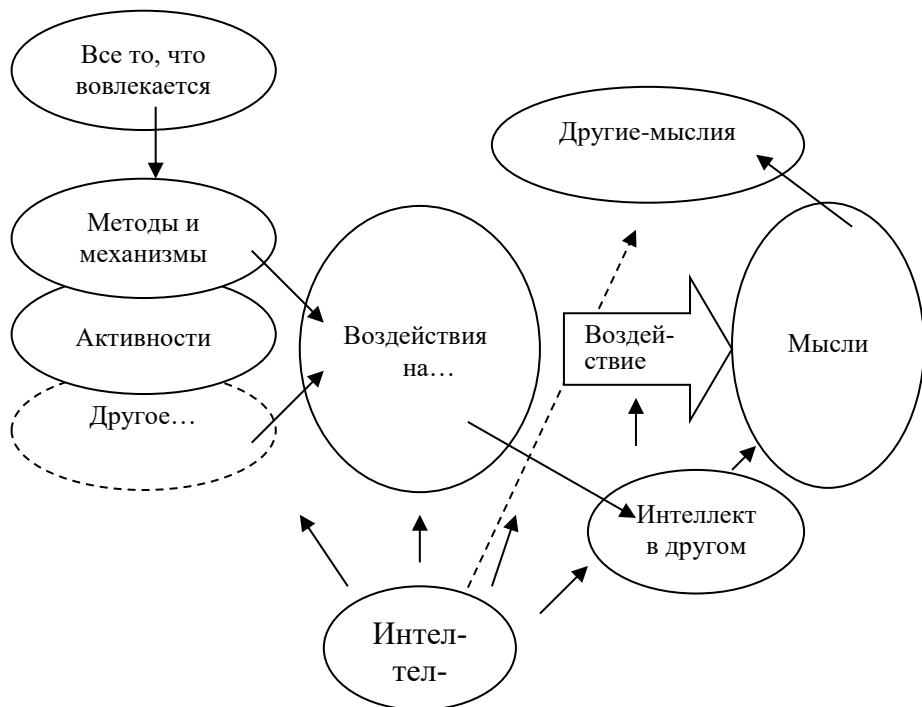 Все то, что
вовлекается
Другие-мыслия
Методы и
механизмы
Активности
Другое…
Воздействия
на…
Воздей-
ствие
Мысли
Интеллект
в другом
Интел-
тел-